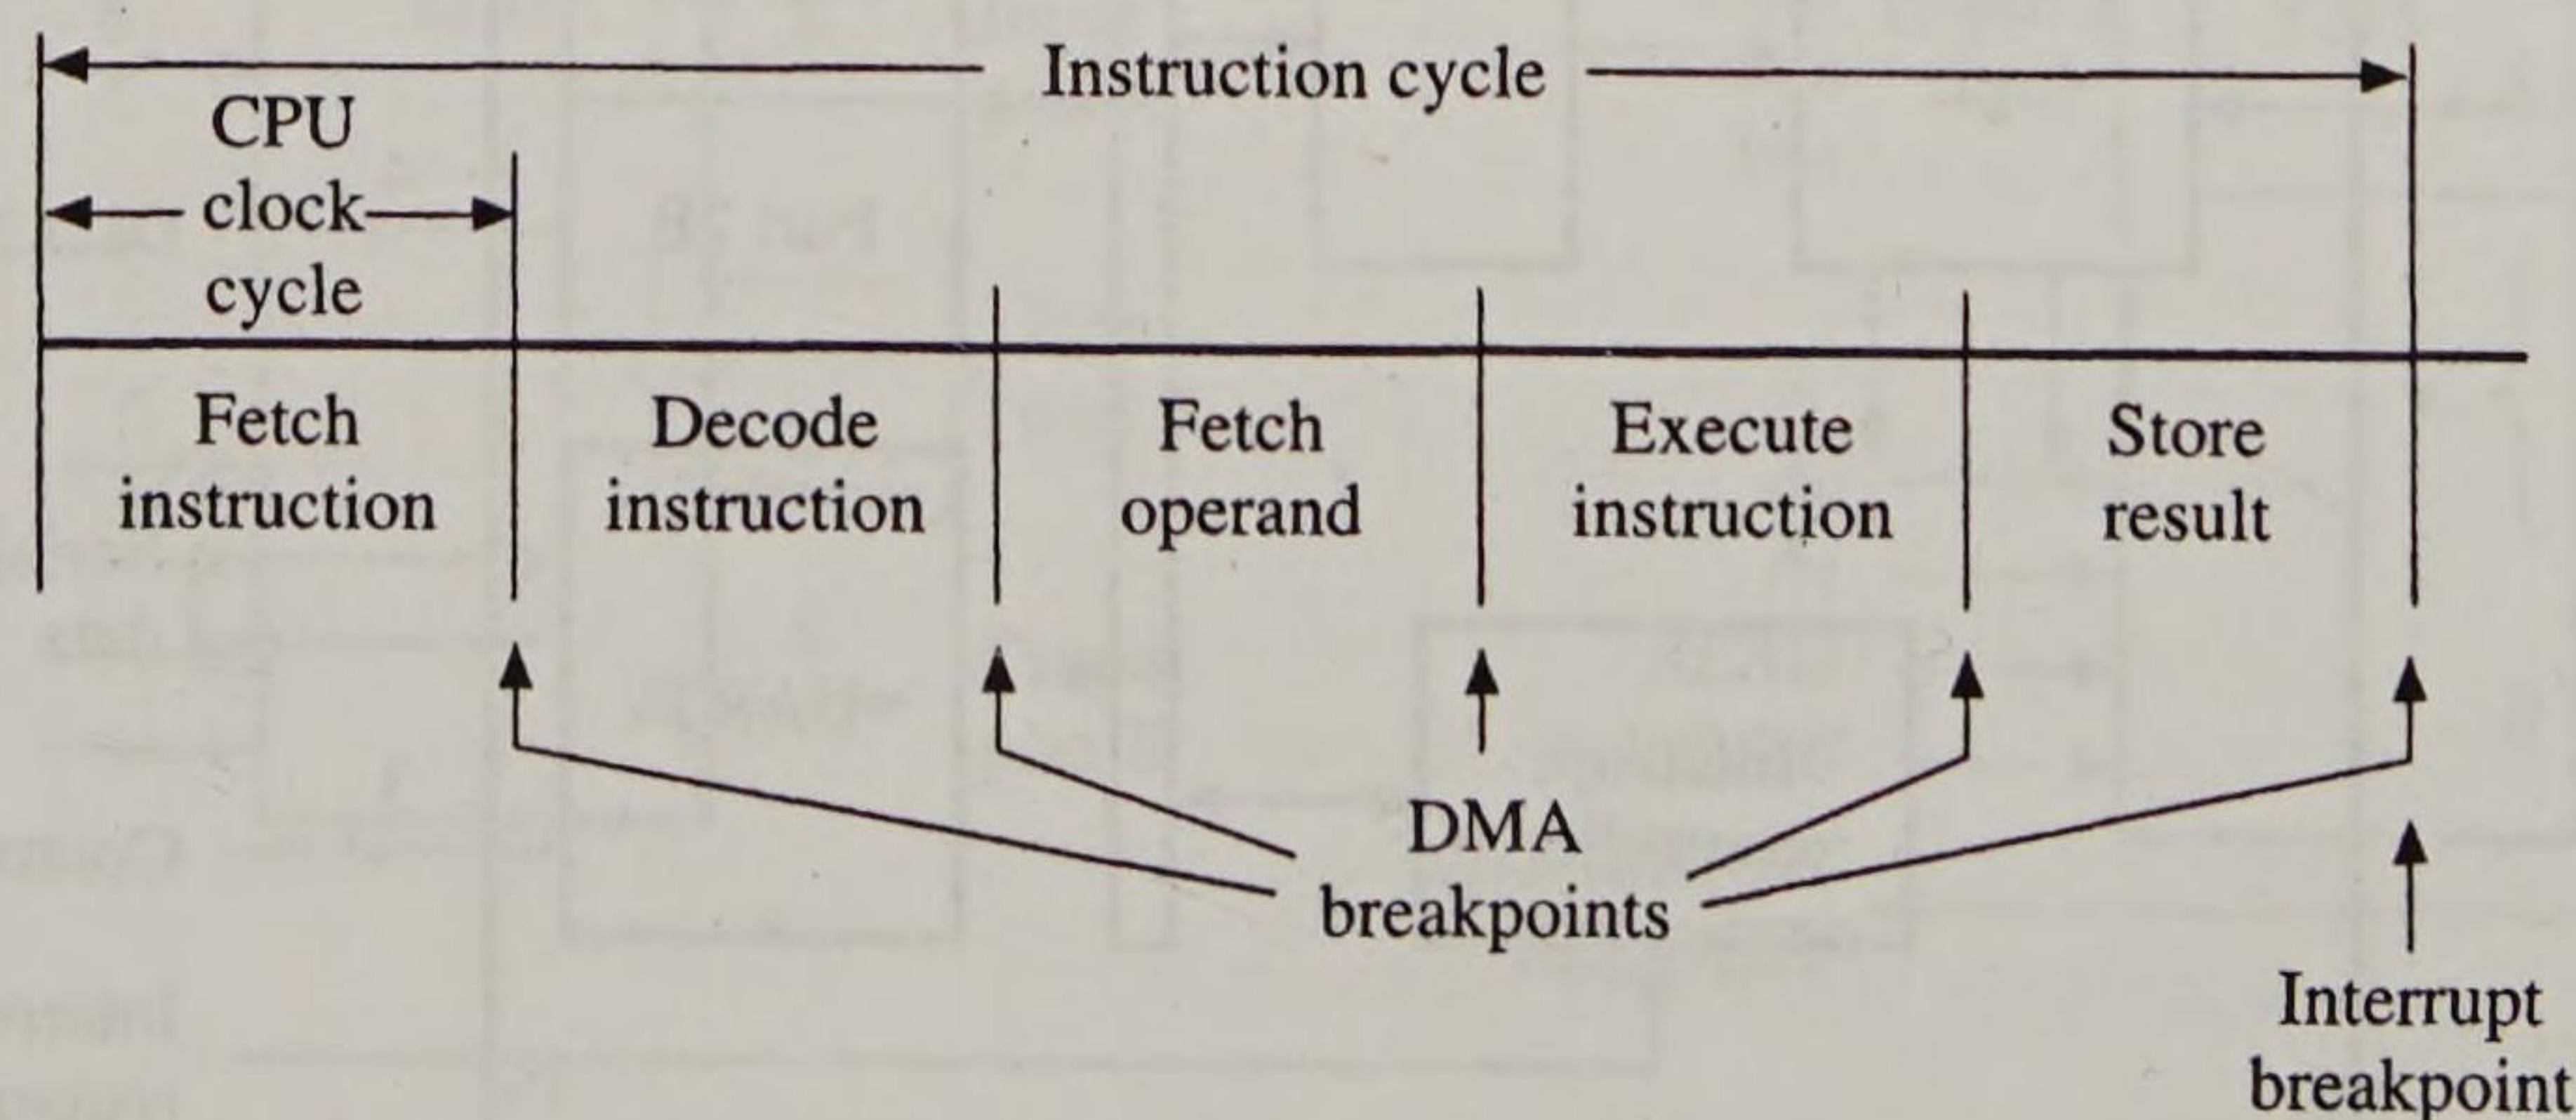 Instruction cycle
CPU
clock
cycle
Fetch
instruction
Decode
instruction
Fetch
operand
Execute
instruction
Store
result
DMA
breakpoints
Interrupt
breakpoint